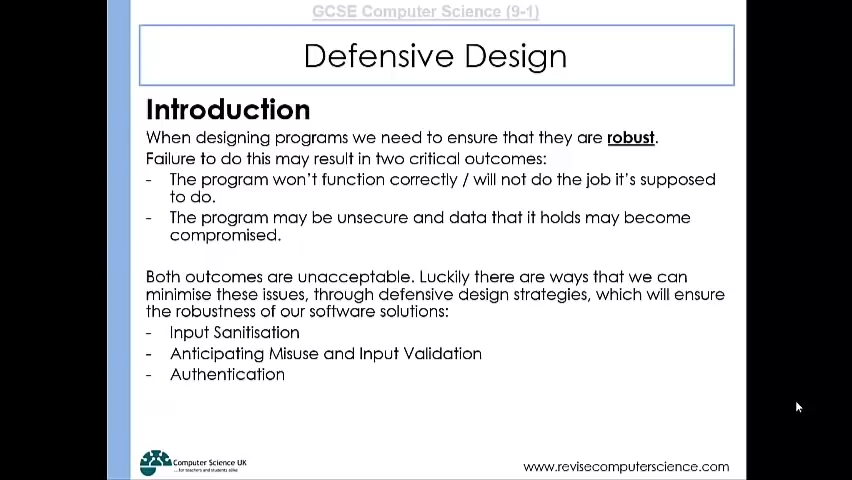 GCSE Computer Science (9-1)
Defensive Design
Introduction
When designing programs we need to ensure that they are robust.
Failure to do this may result in two critical outcomes:
- The program won't function correctly / will not do the job it's supposed
to do.
- The program may be unsecure and data that it holds may become
compromised.
Both outcomes are unacceptable. Luckily there are ways that we can
minimise these issues, through defensive design strategies, which will ensure
the robustness of our software solutions:
- Input Sanitisation
- Anticipating Misuse and Input Validation
- Authentication
Computer Science UK
... for teachers and students alike
www.revisecomputerscience.com